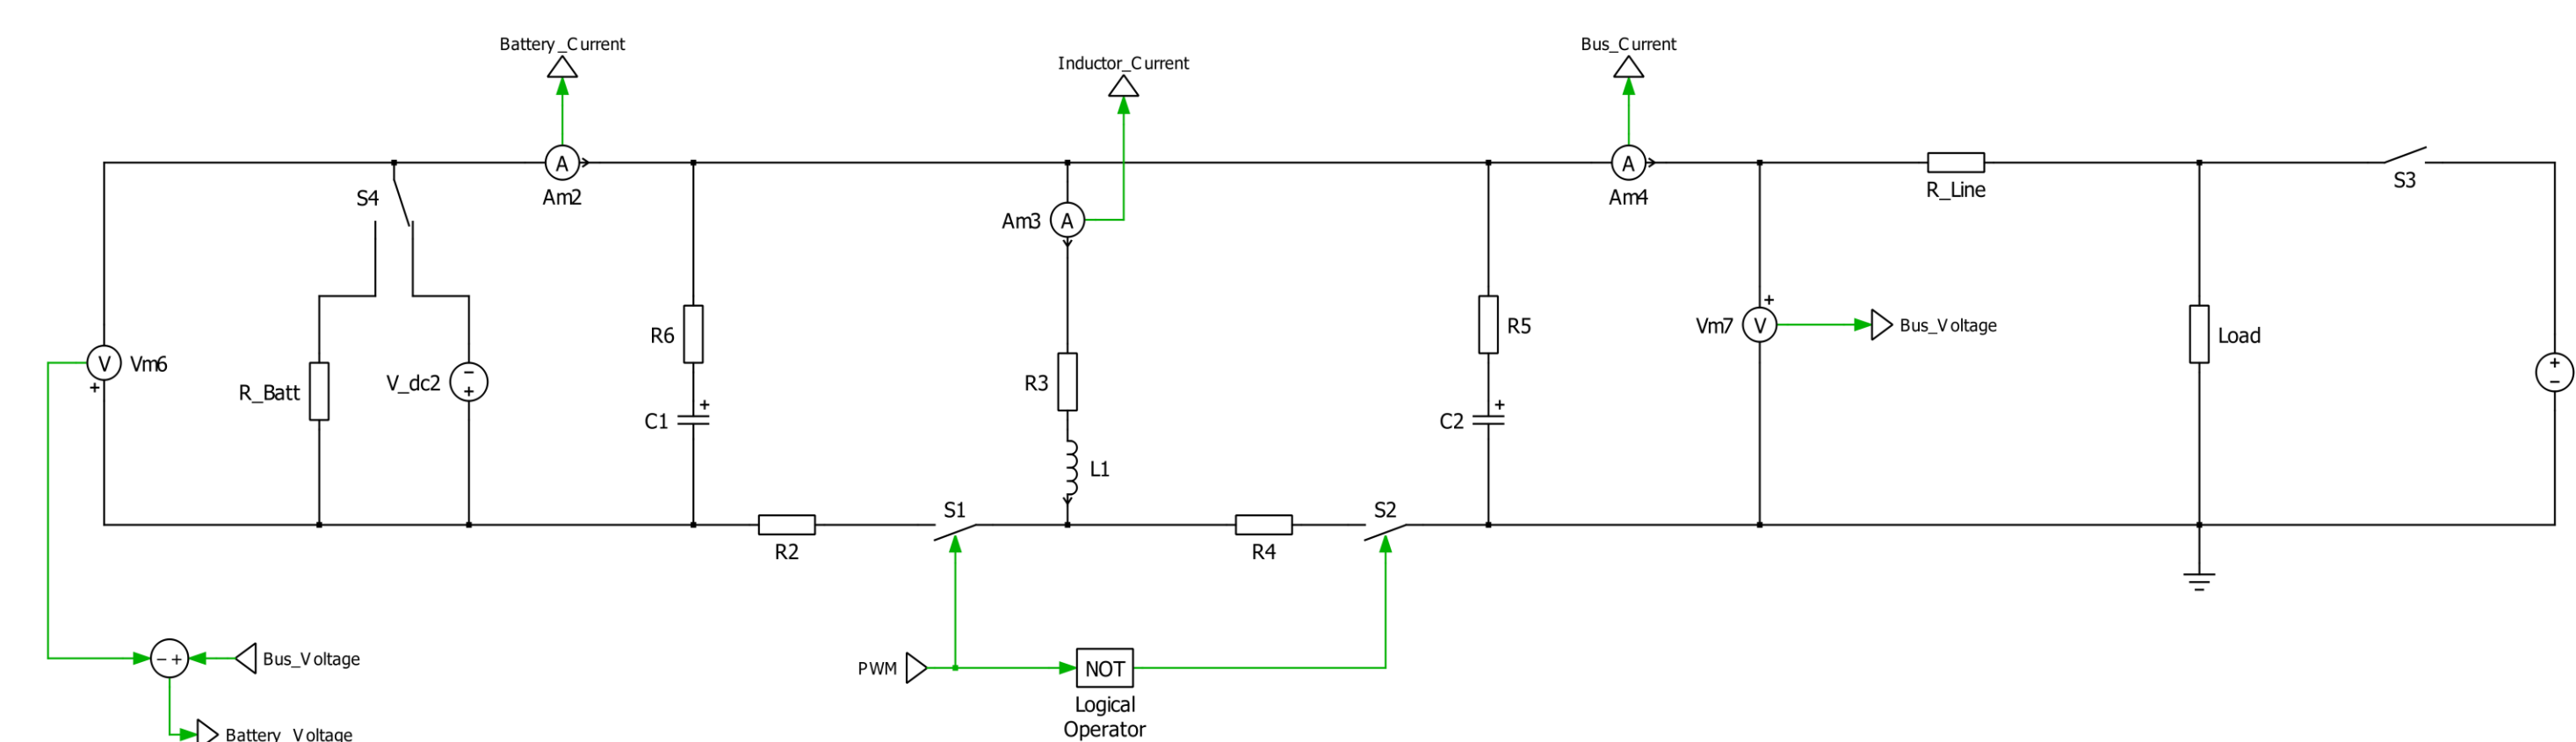 Battery_Current
Inductor_Current
Bus_Current
S4
Am2
Am3
A
A
A
Am4
R_Line
S3
Vm6
V
+
R_Batt
V_dc2
-
+
R6
C1
+
R3
L1
R5
C2
+
Vm7
V
+
Bus_Voltage
Load
+
-
R2
S1
R4
S2
- +
Bus_Voltage
PWM
NOT
Logical
Operator
Battery_Voltage